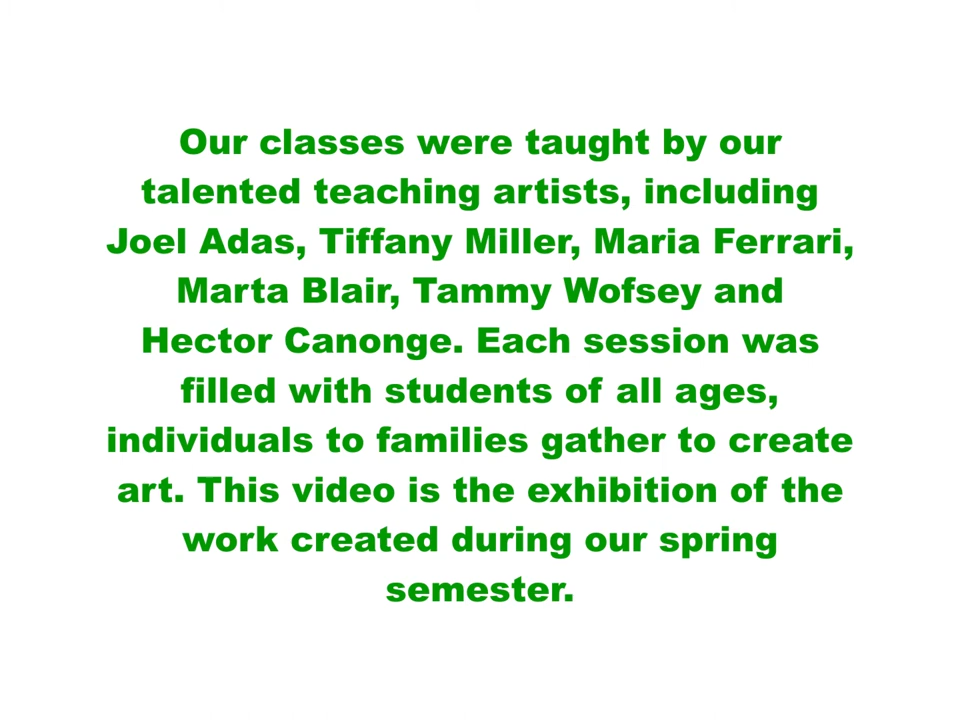 Our classes were taught by our
talented teaching artists, including
Joel Adas, Tiffany Miller, Maria Ferrari,
Marta Blair, Tammy Wofsey and
Hector Canonge. Each session was
filled with students of all ages,
individuals to families gather to create
art. This video is the exhibition of the
work created during our spring
semester.